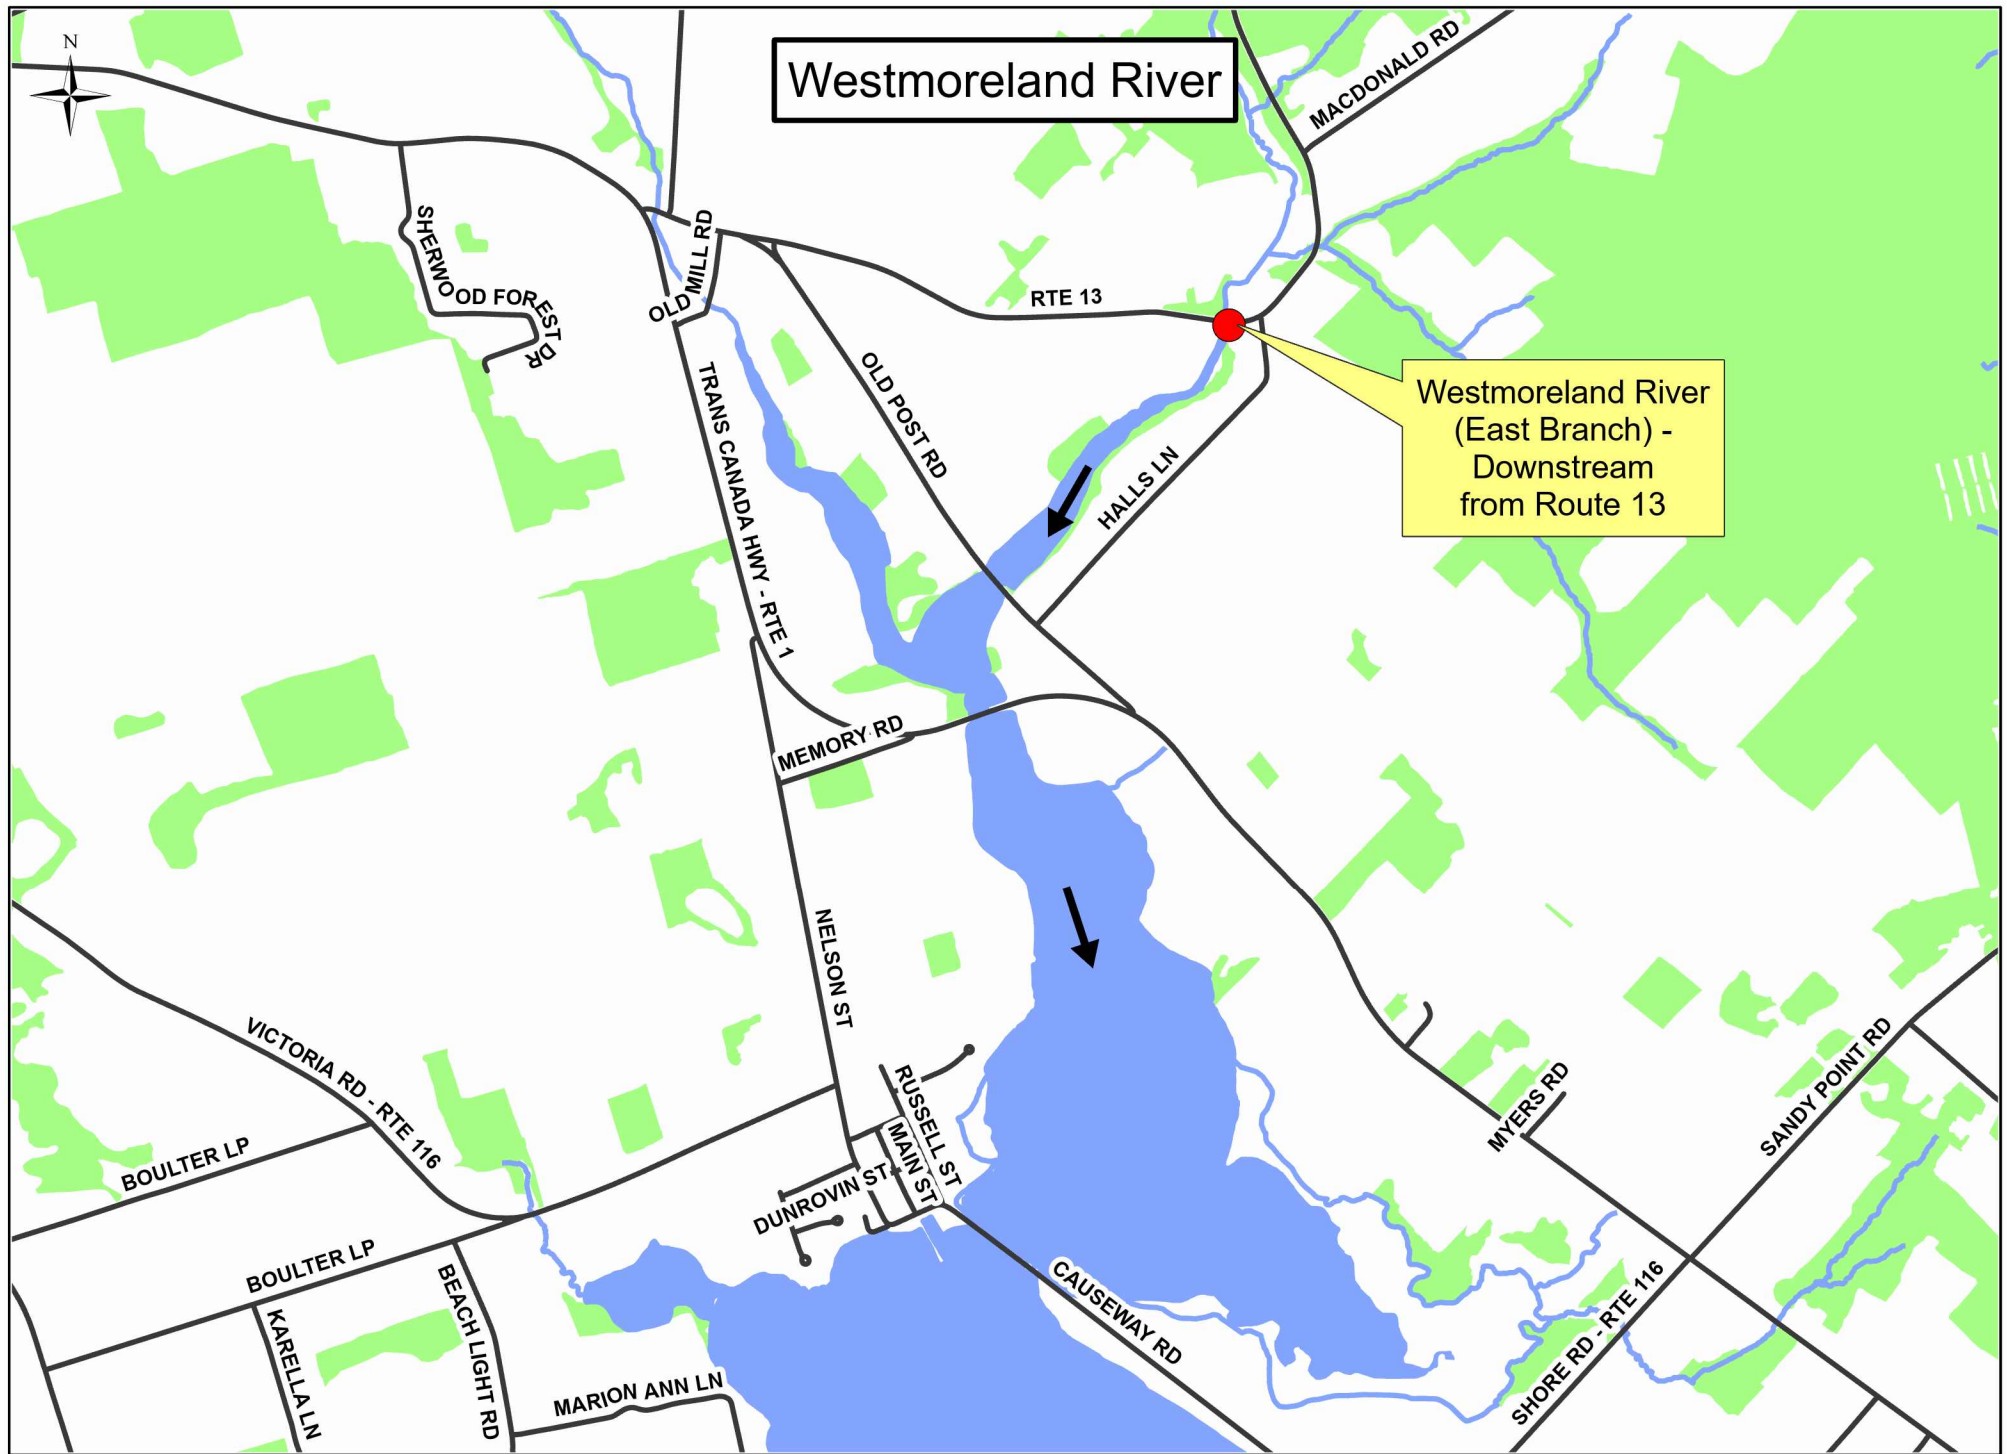 N
Westmoreland River
MACDONALD RD
SHERWOOD FOREST DR
OLD MILL RD
RTE 13
Westmoreland River
(East Branch) -
Downstream
from Route 13
TRANS CANADA HWY - RTE 1
OLD POST RD
HALLS LN
MEMORY RD
NELSON ST
VICTORIA RD - RTE 116
RUSSELL ST
MAIN ST
DUNROVIN ST
MYERS RD
SANDY POINT RD
BOULTER LP
BOULTER LP
KARELLA LN
BEACH LIGHT RD
MARION ANN LN
CAUSEWAY RD
SHORE RD - RTE 116